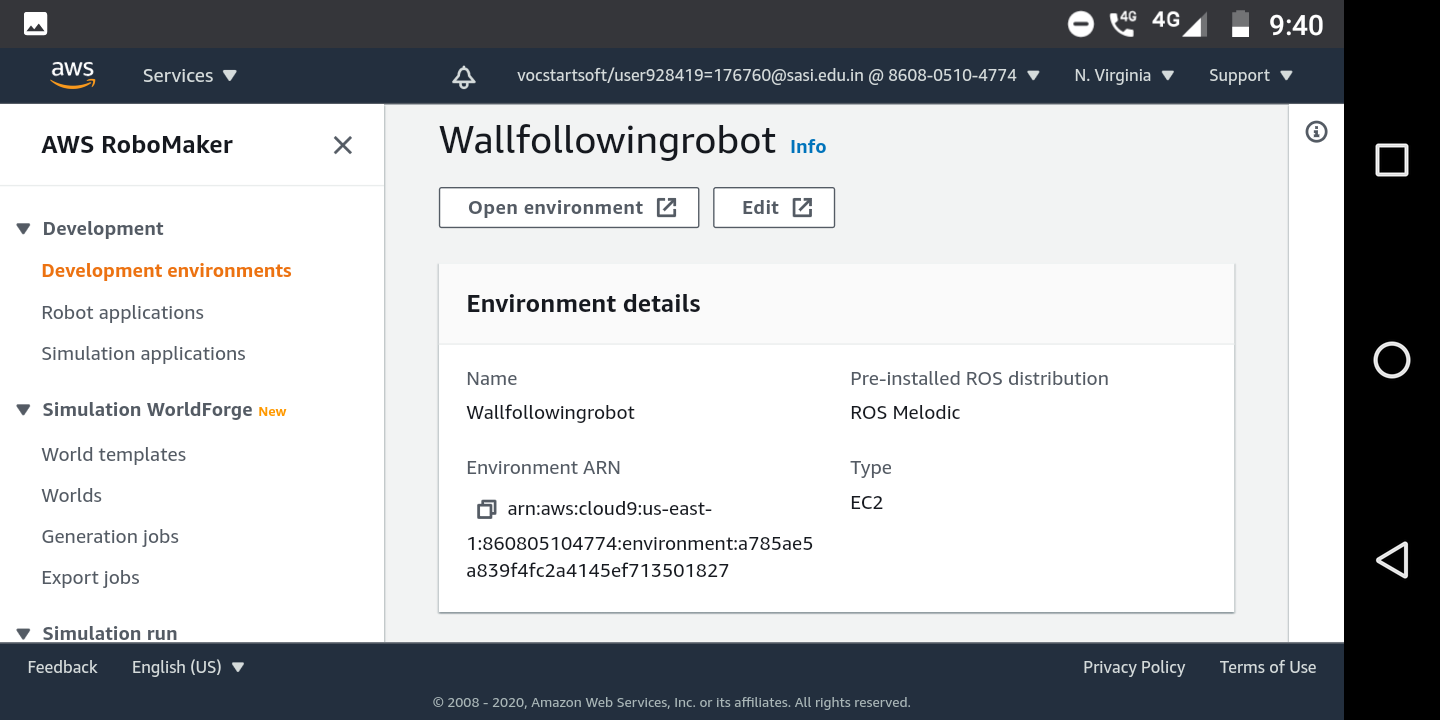 4G 4G 9:40
aws Services vocstartsoft/user928419=176760@sasi.edu.in @ 8608-0510-4774 N. Virginia Support
AWS RoboMaker
Wallfollowingrobot Info
Open environment Edit
Development
Development environments
Robot applications
Simulation applications
Simulation WorldForge New
World templates
Worlds
Generation jobs
Export jobs
Simulation run
Environment details
Name
Wallfollowingrobot
Pre-installed ROS distribution
ROS Melodic
Environment ARN
arn:aws:cloud9:us-east-
1:860805104774:environment:a785ae5
a839f4fc2a4145ef713501827
Type
EC2
Feedback English (US) Privacy Policy Terms of Use
© 2008 - 2020, Amazon Web Services, Inc. or its affiliates. All rights reserved.